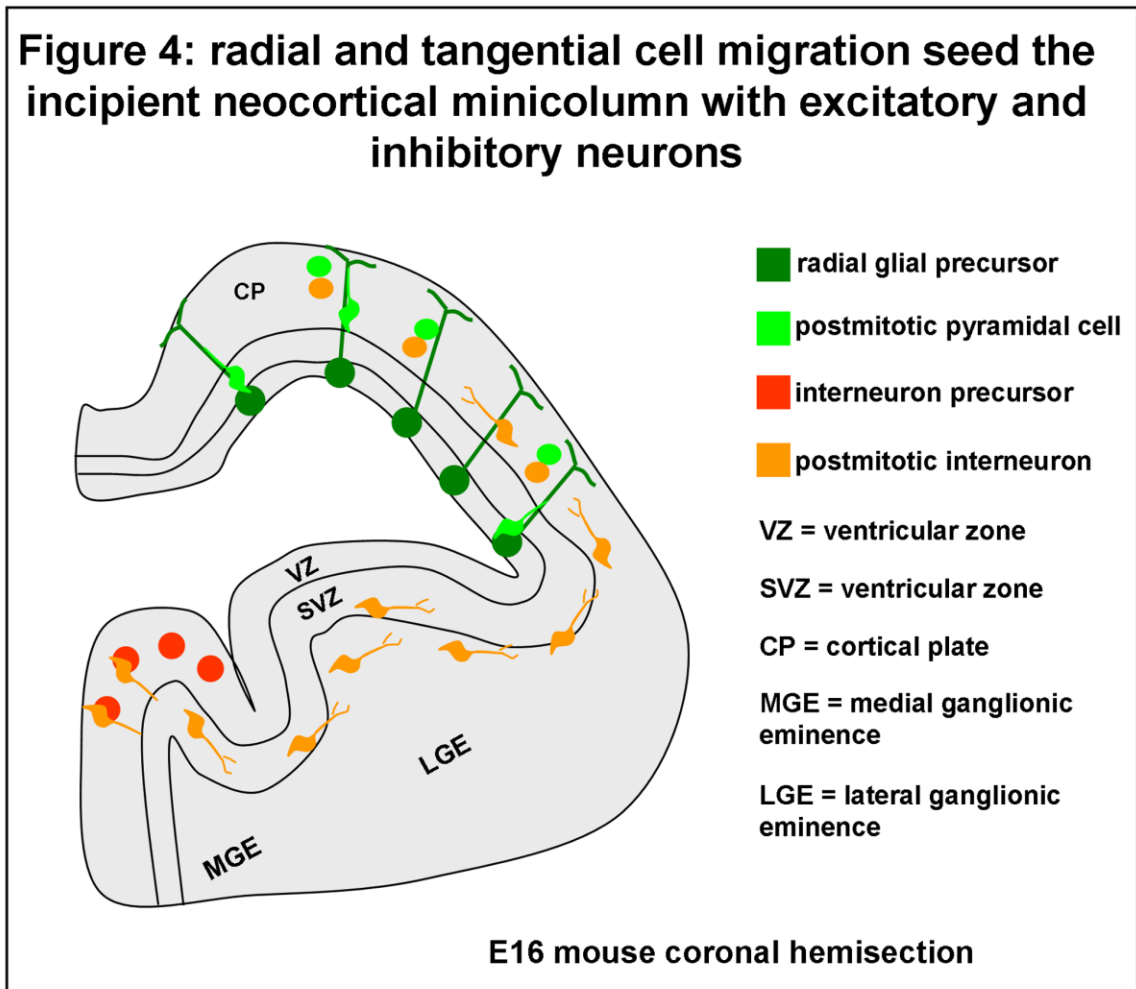 Figure 4: radial and tangential cell migration seed the
incipient neocortical minicolumn with excitatory and
inhibitory neurons
CP
radial glial precursor
postmitotic pyramidal cell
interneuron precursor
postmitotic interneuron
VZ
SVZ
LGE
MGE
VZ = ventricular zone
SVZ = ventricular zone
CP = cortical plate
MGE = medial ganglionic
eminence
LGE = lateral ganglionic
eminence
E16 mouse coronal hemisection